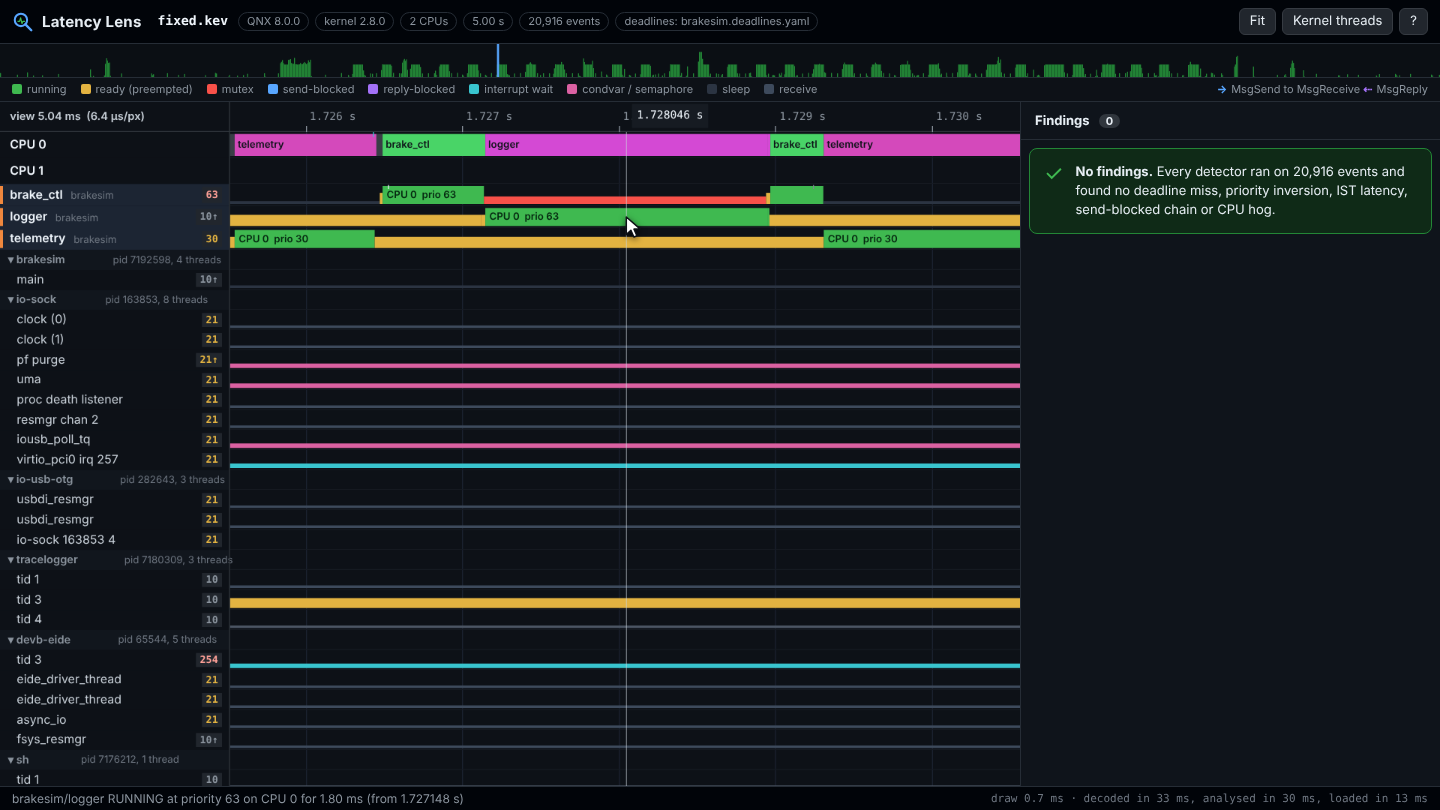 Latency Lens fixed.kev QNX 8.0.0 kernel 2.8.0 2 CPUs 5.00 s 20,916 events deadlines: brakesim.deadlines.yaml Fit Kernel threads ?
running ready (preempted) mutex send-blocked reply-blocked interrupt wait condvar / semaphore sleep receive → MsgSend to MsgReceive ← MsgReply
view 5.04 ms (6.4 µs/px) 1.726 s 1.727 s 1 1.728046 s 1.729 s 1.730 s
Findings 0
CPU 0 telemetry brake_ctl logger brake_ctl telemetry
CPU 1
brake_ctl brakesim 63 CPU 0 prio 63
logger brakesim 10↑ CPU 0 prio 63
telemetry brakesim 30 CPU 0 prio 30 CPU 0 prio 30
No findings. Every detector ran on 20,916 events and
found no deadline miss, priority inversion, IST latency,
send-blocked chain or CPU hog.
▾ brakesim pid 7192598, 4 threads
main 10↑
▾ io-sock pid 163853, 8 threads
clock (0) 21
clock (1) 21
pf purge 21↑
uma 21
proc death listener 21
resmgr chan 2 21
iousb_poll_tq 21
virtio_pci0 irq 257 21
▾ io-usb-otg pid 282643, 3 threads
usbdi_resmgr 21
usbdi_resmgr 21
io-sock 163853 4 21
▾ tracelogger pid 7180309, 3 threads
tid 1 10
tid 3 10
tid 4 10
▾ devb-eide pid 65544, 5 threads
tid 3 254
eide_driver_thread 21
eide_driver_thread 21
async_io 21
fsys_resmgr 10↑
▾ sh pid 7176212, 1 thread
tid 1 10
brakesim/logger RUNNING at priority 63 on CPU 0 for 1.80 ms (from 1.727148 s) draw 0.7 ms · decoded in 33 ms, analysed in 30 ms, loaded in 13 ms